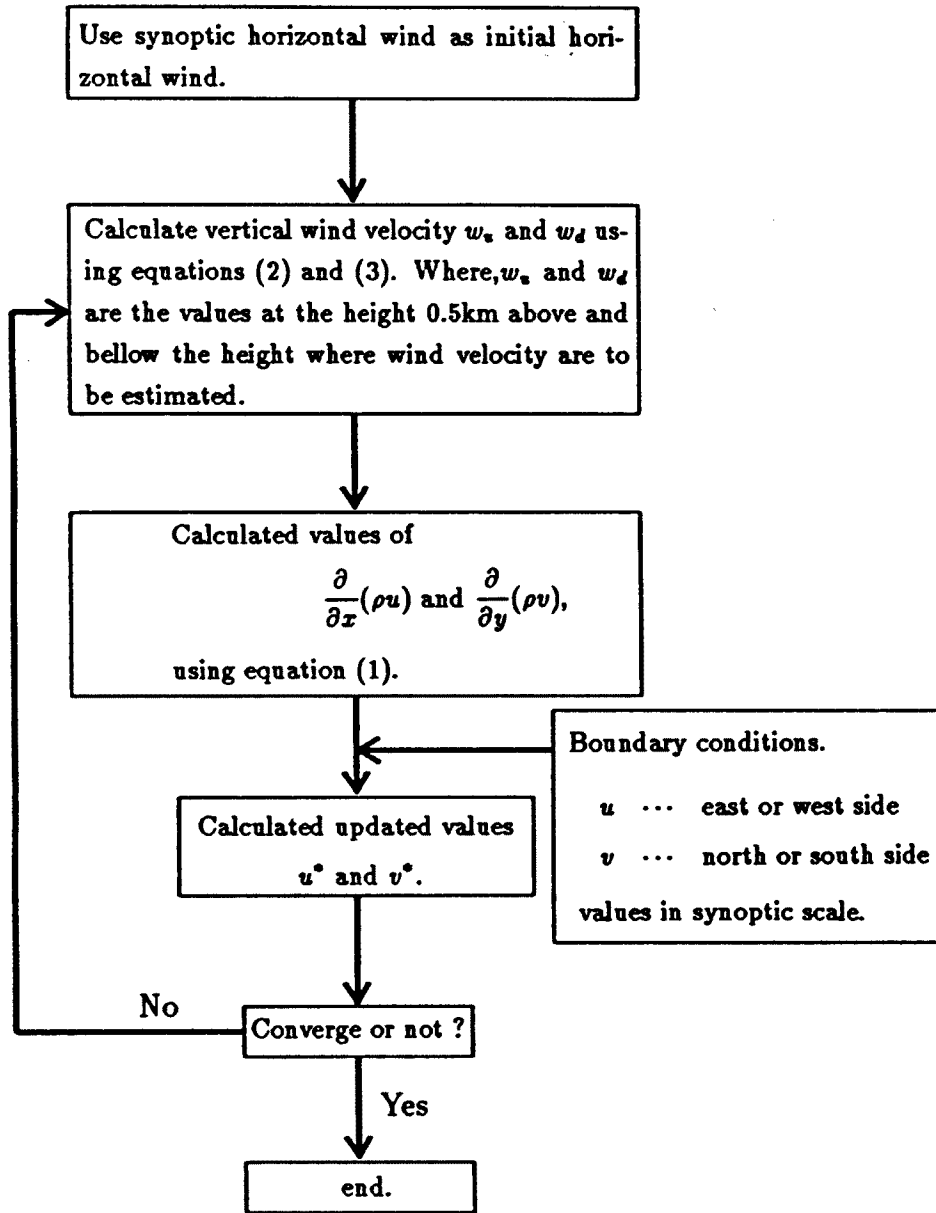 Use synoptic horizontal wind as initial hori-
zontal wind.
Calculate vertical wind velocity w_u and w_d us-
ing equations (2) and (3). Where,w_u and w_d
are the values at the height 0.5km above and
bellow the height where wind velocity are to
be estimated.
Calculated values of
∂/∂x(ρu) and ∂/∂y(ρv),
using equation (1).
Boundary conditions.
u ··· east or west side
v ··· north or south side
values in synoptic scale.
Calculated updated values
u* and v*.
Converge or not ?
No
Yes
end.